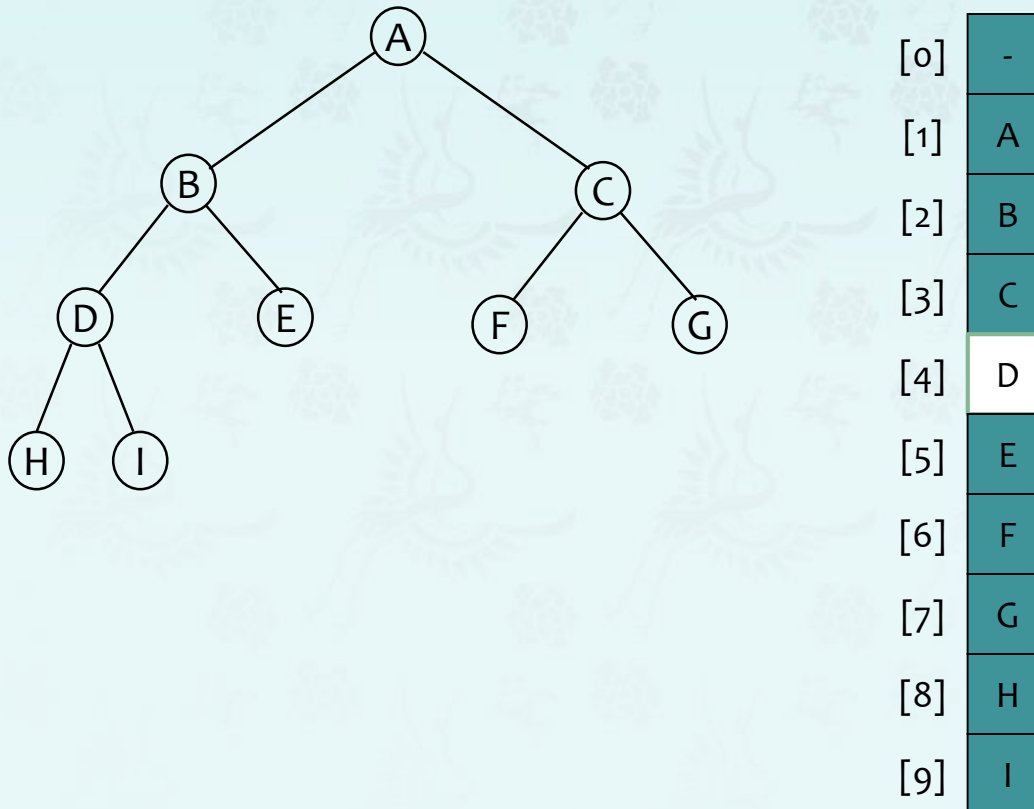 A
B
C
D
E
F
G
H
I
[0] -
[1] A
[2] B
[3] C
[4] D
[5] E
[6] F
[7] G
[8] H
[9] I